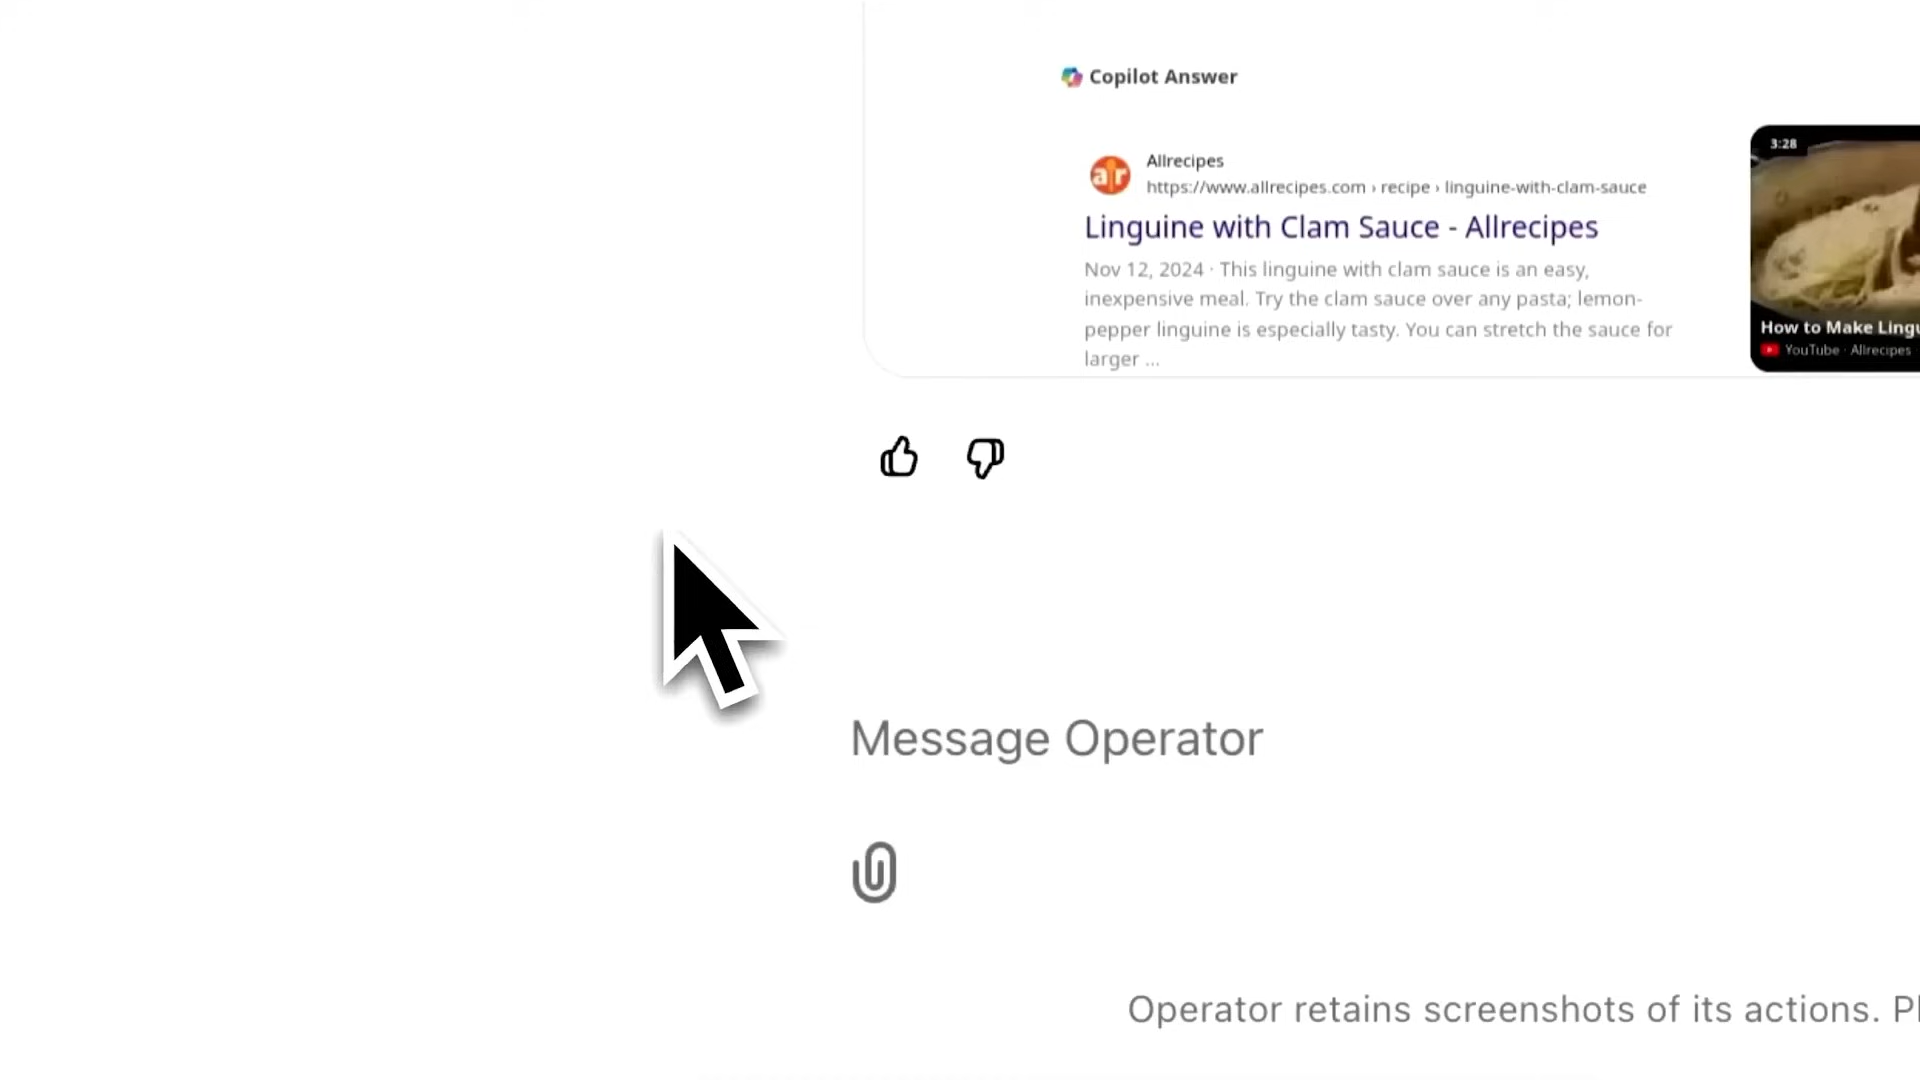 Copilot Answer
ar
Allrecipes
https://www.allrecipes.com › recipe › linguine-with-clam-sauce
Linguine with Clam Sauce - Allrecipes
Nov 12, 2024 · This linguine with clam sauce is an easy,
inexpensive meal. Try the clam sauce over any pasta; lemon-
pepper linguine is especially tasty. You can stretch the sauce for
larger ...
3:28
How to Make Lingu
YouTube · Allrecipes
Message Operator
Operator retains screenshots of its actions. Pl